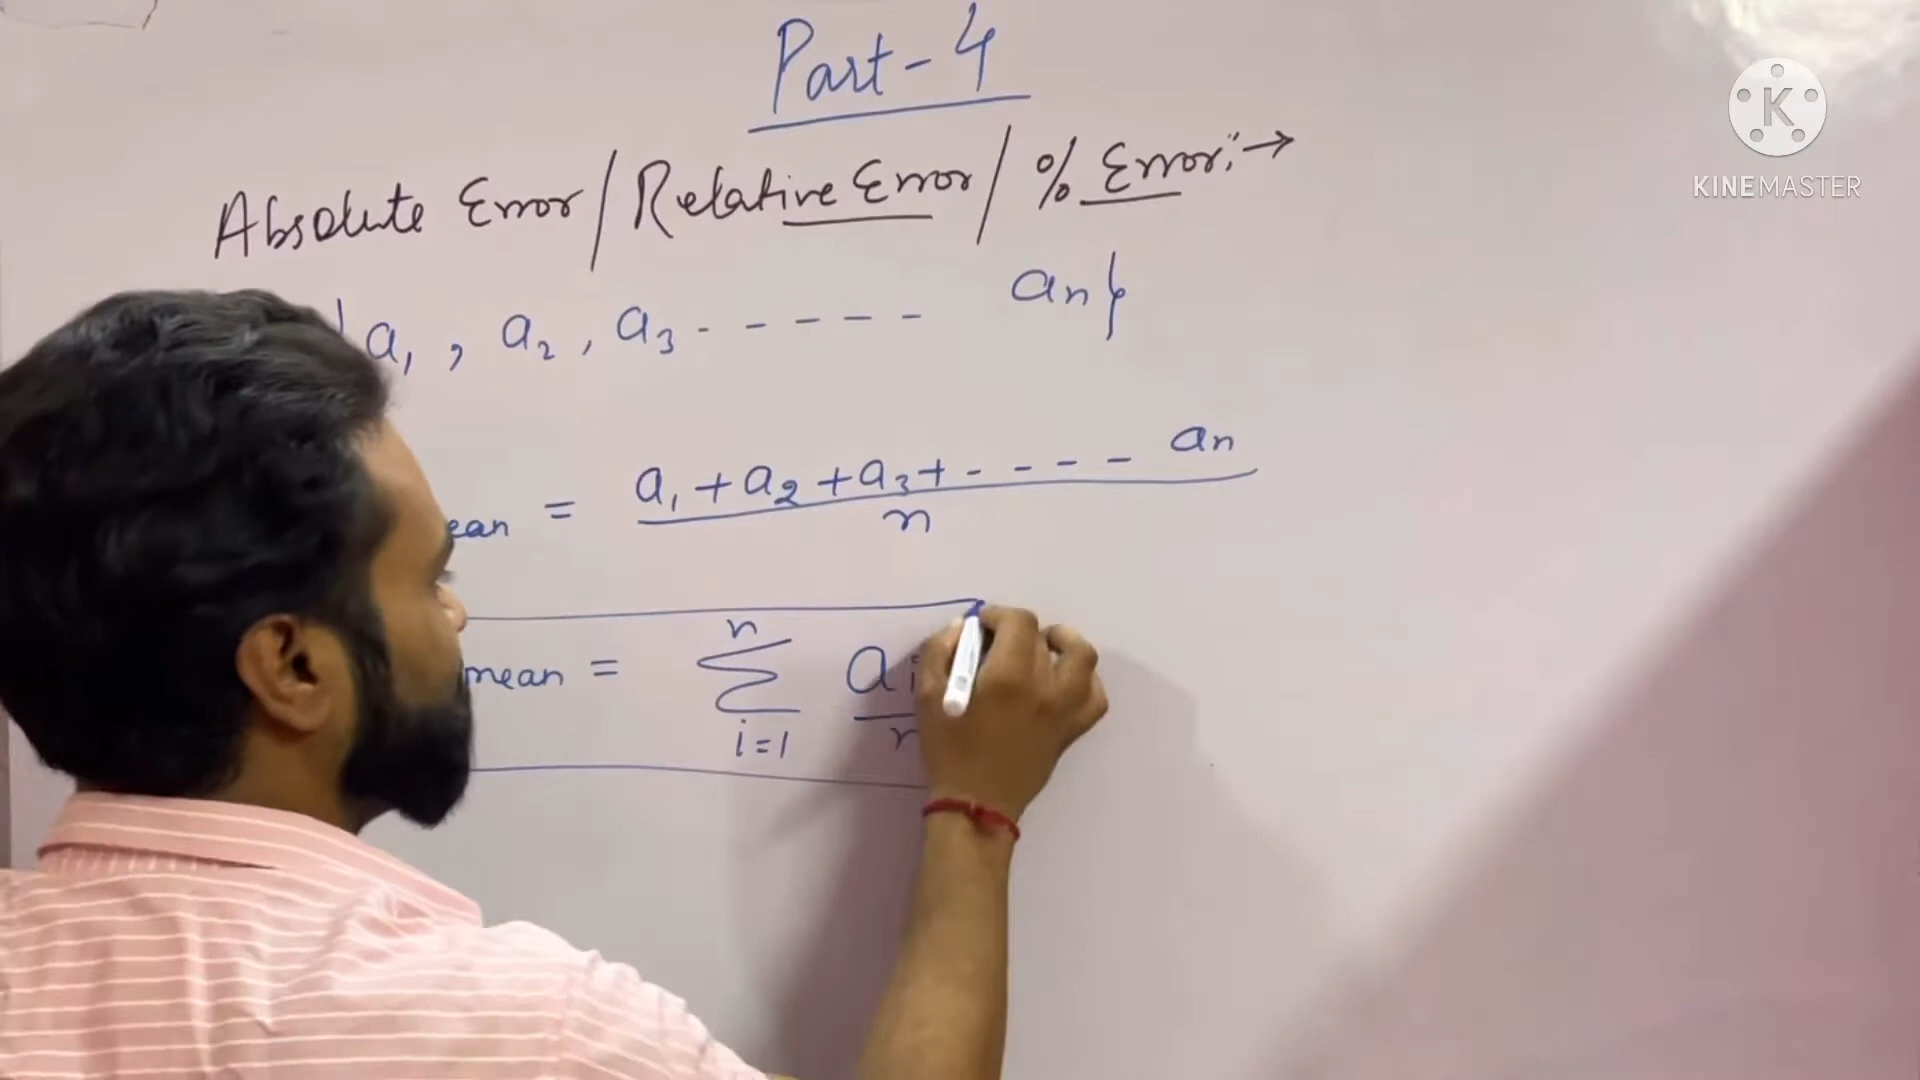 Part-4
KINEMASTER
Absolute Error/Relative Error/% Error:→
a₁, a₂, a₃ - - - - - aₙ}
ean = a₁+a₂+a₃+ - - - - aₙ / n
mean = n ∑ i=1 ai / n